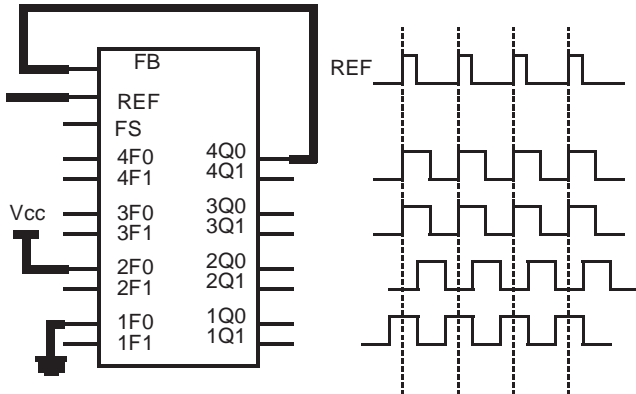 FB
REF
REF
FS
4F0 4Q0
4F1 4Q1
Vcc
3F0 3Q0
3F1 3Q1
2F0 2Q0
2F1 2Q1
1F0 1Q0
1F1 1Q1